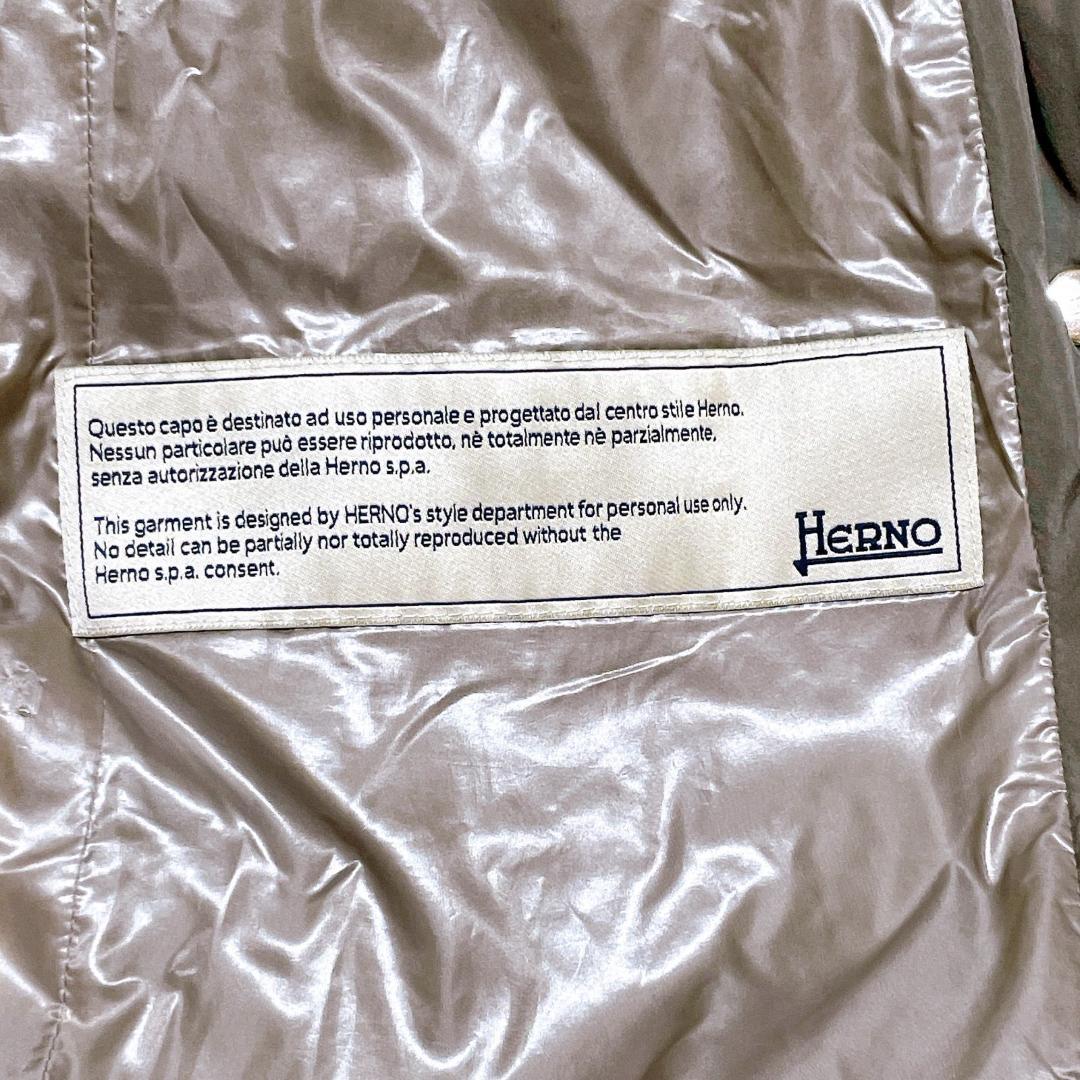 Questo capo è destinato ad uso personale e progettato dal centro stile Herno.
Nessun particolare può essere riprodotto, nè totalmente nè parzialmente,
senza autorizzazione della Herno s.p.a.
This garment is designed by HERNO's style department for personal use only.
No detail can be partially nor totally reproduced without the
Herno s.p.a. consent.
HERNO